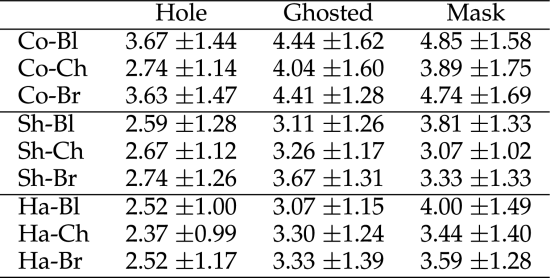 Hole Ghosted Mask
Co-Bl 3.67 ±1.44 4.44 ±1.62 4.85 ±1.58
Co-Ch 2.74 ±1.14 4.04 ±1.60 3.89 ±1.75
Co-Br 3.63 ±1.47 4.41 ±1.28 4.74 ±1.69
Sh-Bl 2.59 ±1.28 3.11 ±1.26 3.81 ±1.33
Sh-Ch 2.67 ±1.12 3.26 ±1.17 3.07 ±1.02
Sh-Br 2.74 ±1.26 3.67 ±1.31 3.33 ±1.33
Ha-Bl 2.52 ±1.00 3.07 ±1.15 4.00 ±1.49
Ha-Ch 2.37 ±0.99 3.30 ±1.24 3.44 ±1.40
Ha-Br 2.52 ±1.17 3.33 ±1.39 3.59 ±1.28